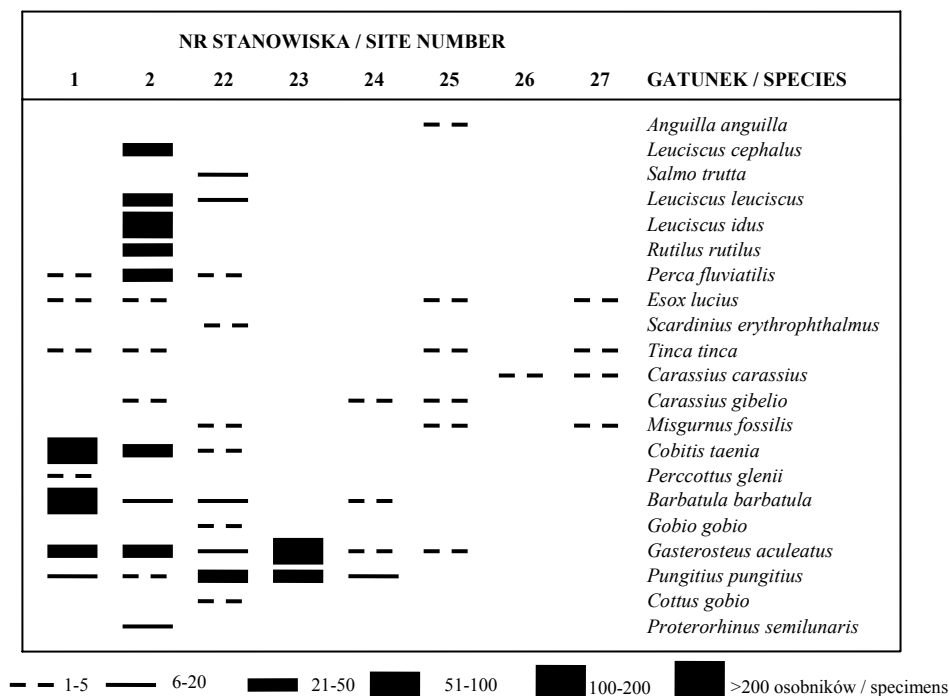 NR STANOWISKA / SITE NUMBER
1 2 22 23 24 25 26 27 GATUNEK / SPECIES
Anguilla anguilla
Leuciscus cephalus
Salmo trutta
Leuciscus leuciscus
Leuciscus idus
Rutilus rutilus
Perca fluviatilis
Esox lucius
Scardinius erythrophthalmus
Tinca tinca
Carassius carassius
Carassius gibelio
Misgurnus fossilis
Cobitis taenia
Perccottus glenii
Barbatula barbatula
Gobio gobio
Gasterosteus aculeatus
Pungitius pungitius
Cottus gobio
Proterorhinus semilunaris
1-5 6-20 21-50 51-100 100-200 >200 osobników / specimens